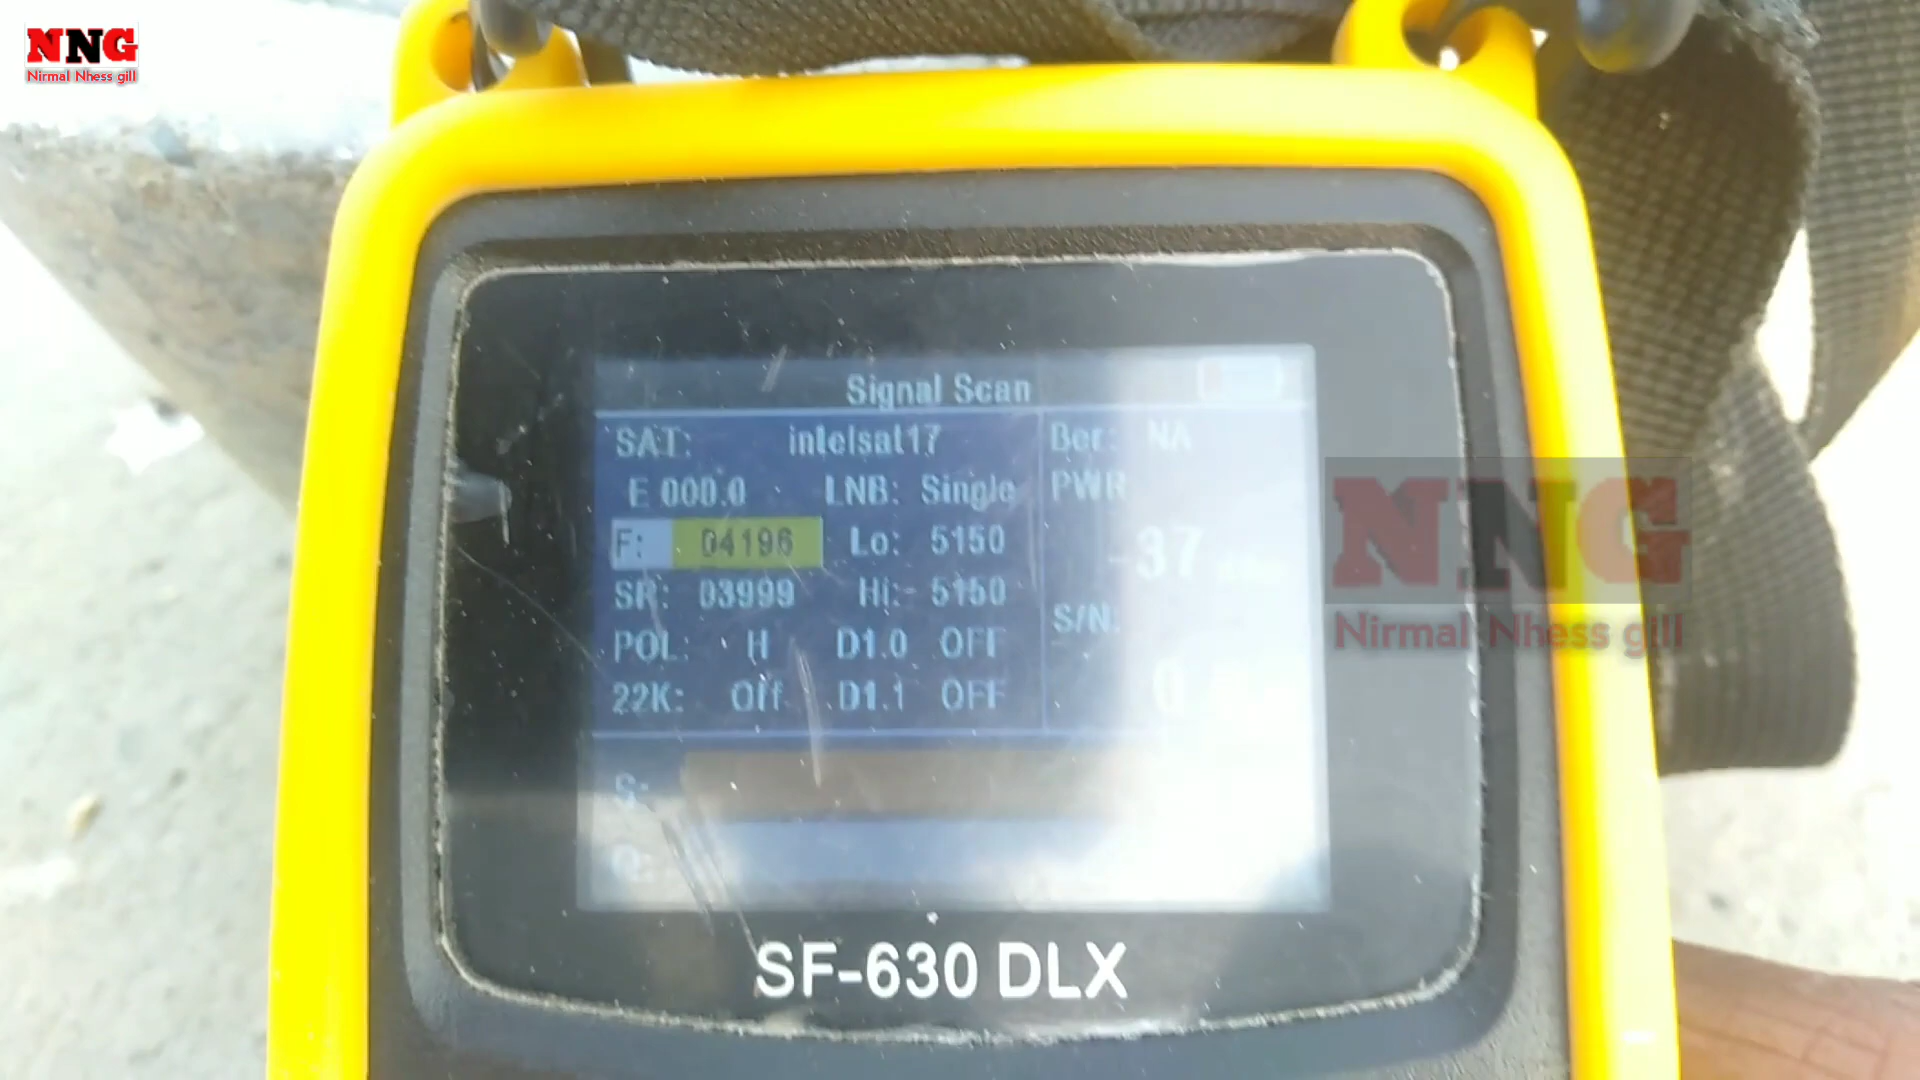 NNG
Nirmal Nhess gill
Signal Scan
SAT: intelsat17 Ber: NA
E 000.0 LNB: Single PWR
F: 04196 Lo: 5150 -37
SR: 03999 Hi: 5150
S/N:
POL: H D1.0 OFF
22K: Off D1.1 OFF 0
S:
Q:
SF-630 DLX
NNG
Nirmal Nhess gill